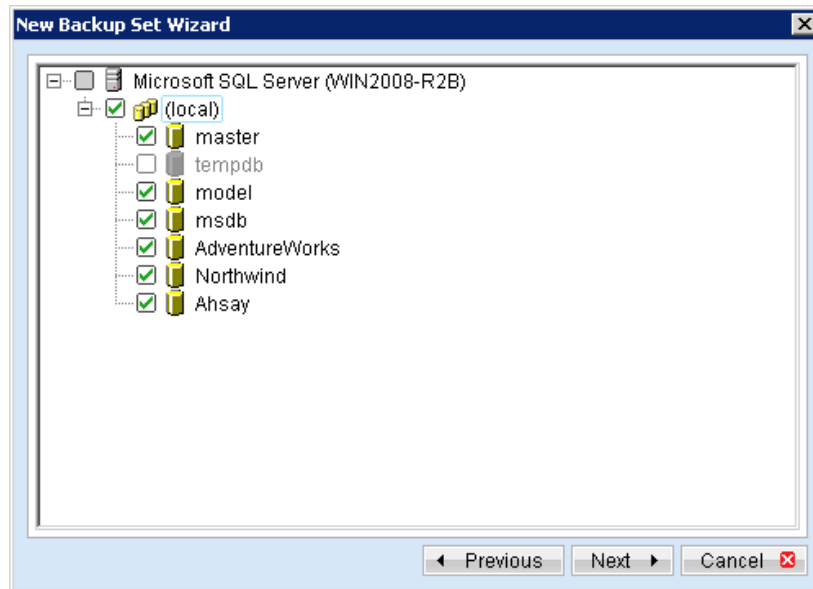 New Backup Set Wizard
Microsoft SQL Server (WIN2008-R2B)
(local)
master
tempdb
model
msdb
AdventureWorks
Northwind
Ahsay
Previous Next Cancel